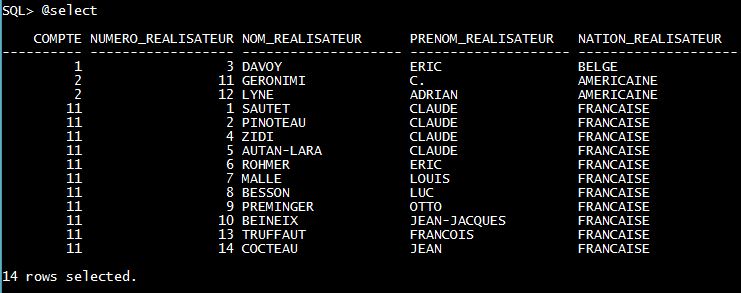 SQL> @select
COMPTE NUMERO_REALISATEUR NOM_REALISATEUR PRENOM_REALISATEUR NATION_REALISATEUR
---------- ------------------ -------------------- -------------------- --------------------
1 3 DAVOY ERIC BELGE
2 11 GERONIMI C. AMERICAINE
2 12 LYNE ADRIAN AMERICAINE
11 1 SAUTET CLAUDE FRANCAISE
11 2 PINOTEAU CLAUDE FRANCAISE
11 4 ZIDI CLAUDE FRANCAISE
11 5 AUTAN-LARA CLAUDE FRANCAISE
11 6 ROHMER ERIC FRANCAISE
11 7 MALLE LOUIS FRANCAISE
11 8 BESSON LUC FRANCAISE
11 9 PREMINGER OTTO FRANCAISE
11 10 BEINEIX JEAN-JACQUES FRANCAISE
11 13 TRUFFAUT FRANCOIS FRANCAISE
11 14 COCTEAU JEAN FRANCAISE
14 rows selected.